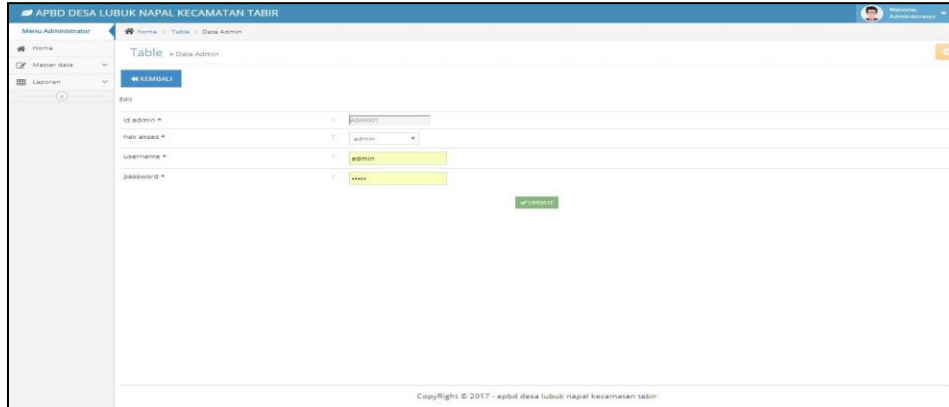 APBD DESA LUBUK NAPAL KECAMATAN TABIR
Welcome, Administrator
Menu Administrator
home › Table › Data Admin
Home
Table » Data Admin
Master data
Laporan
KEMBALI
Edit
id admin * : ADM001
hak akses * : admin
username * : admin
password * : •••••
UPDATE
CopyRight © 2017 - apbd desa lubuk napal kecamatan tabir